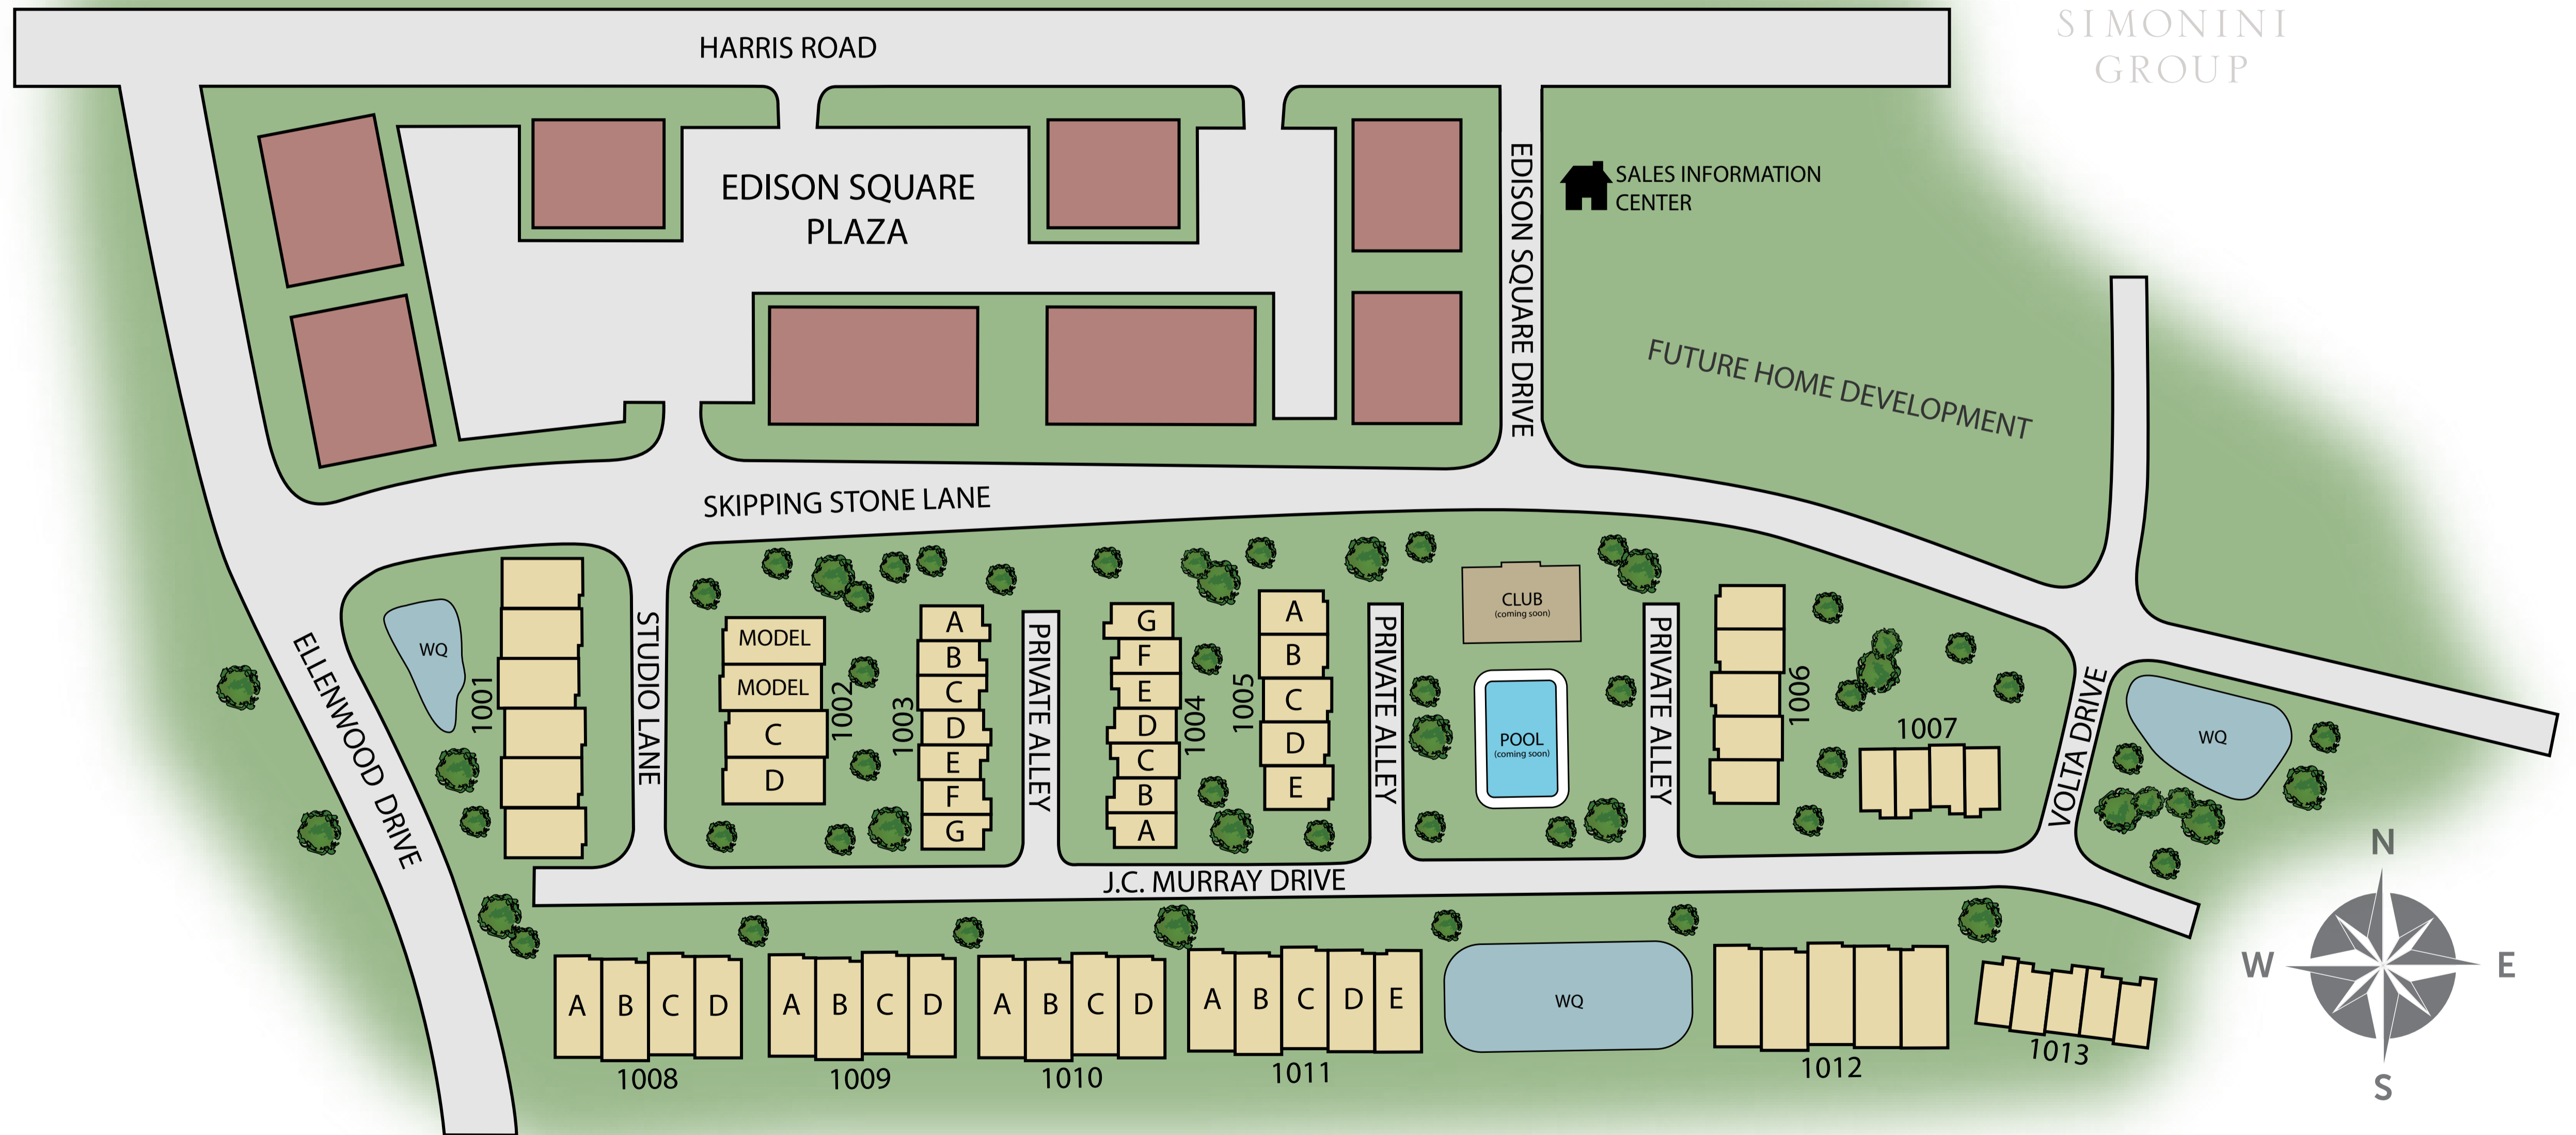 SIMONINI
GROUP
HARRIS ROAD
EDISON SQUARE
PLAZA
EDISON SQUARE DRIVE
SALES INFORMATION
CENTER
FUTURE HOME DEVELOPMENT
SKIPPING STONE LANE
ELLENWOOD DRIVE
WQ
1001
STUDIO LANE
MODEL
MODEL
C
D
1002
1003
A
B
C
D
E
F
G
PRIVATE ALLEY
G
F
E
D
C
B
A
1004
1005
A
B
C
D
E
PRIVATE ALLEY
CLUB
(coming soon)
POOL
(coming soon)
PRIVATE ALLEY
1006
1007
VOLTA DRIVE
WQ
J.C. MURRAY DRIVE
A B C D
1008
A B C D
1009
A B C D
1010
A B C D E
1011
WQ
1012
1013
N
W
E
S